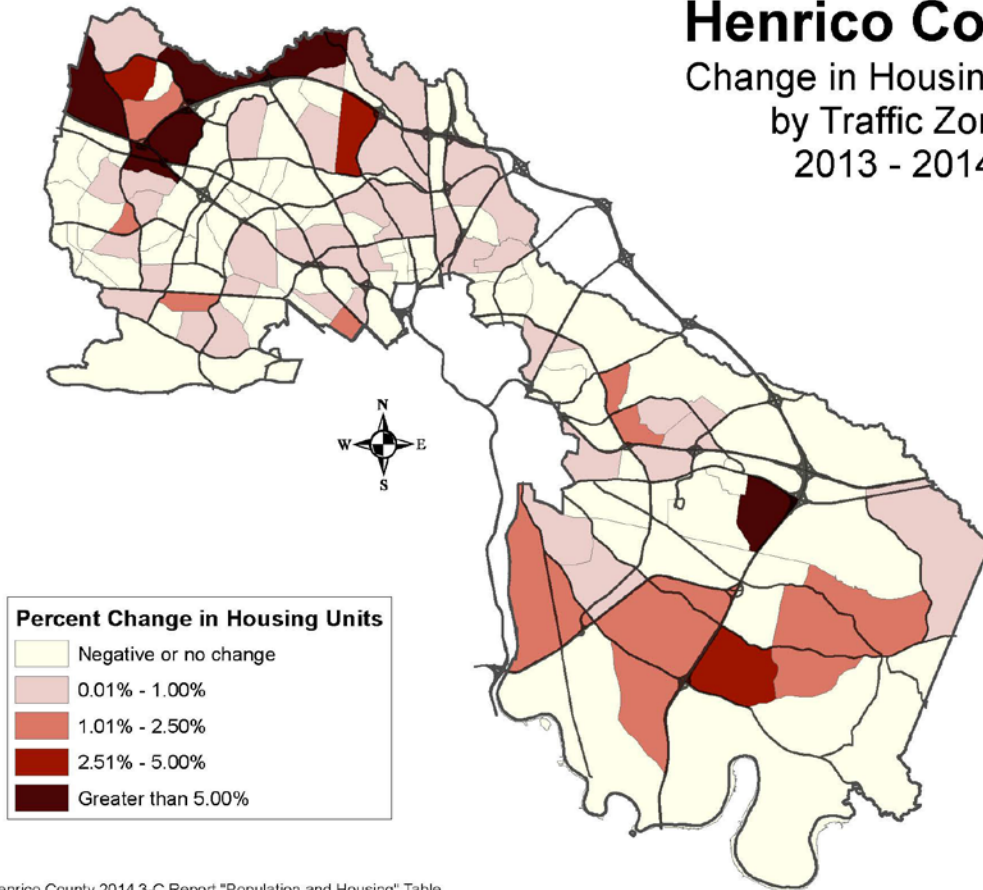 Henrico Co
Change in Housin
by Traffic Zo
2013 - 2014
N
W E
S
Percent Change in Housing Units
Negative or no change
0.01% - 1.00%
1.01% - 2.50%
2.51% - 5.00%
Greater than 5.00%
enrico County 2014 3-C Report "Population and Housing" Table